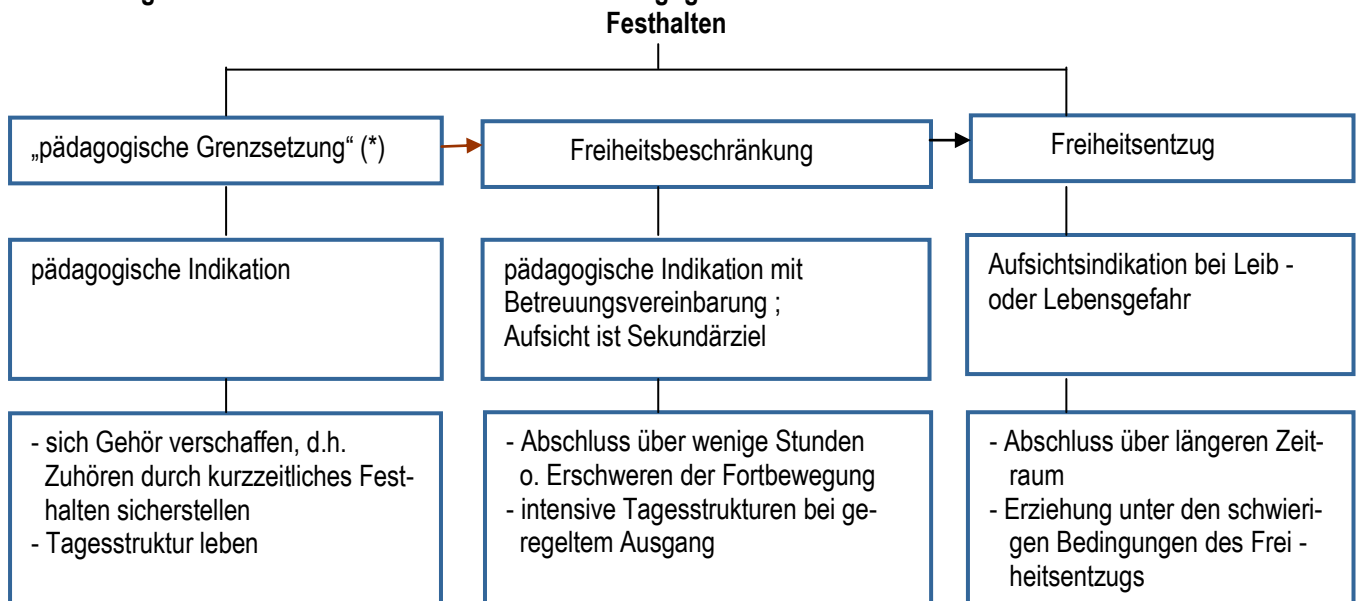 Festhalten
„pädagogische Grenzsetzung“ (*)
Freiheitsbeschränkung
Freiheitsentzug
pädagogische Indikation
pädagogische Indikation mit
Betreuungsvereinbarung ;
Aufsicht ist Sekundärziel
Aufsichtsindikation bei Leib -
oder Lebensgefahr
- sich Gehör verschaffen, d.h.
Zuhören durch kurzzeitliches Fest-
halten sicherstellen
- Tagesstruktur leben
- Abschluss über wenige Stunden
o. Erschweren der Fortbewegung
- intensive Tagesstrukturen bei ge-
regeltem Ausgang
- Abschluss über längeren Zeit-
raum
- Erziehung unter den schwieri-
gen Bedingungen des Frei -
heitsentzugs